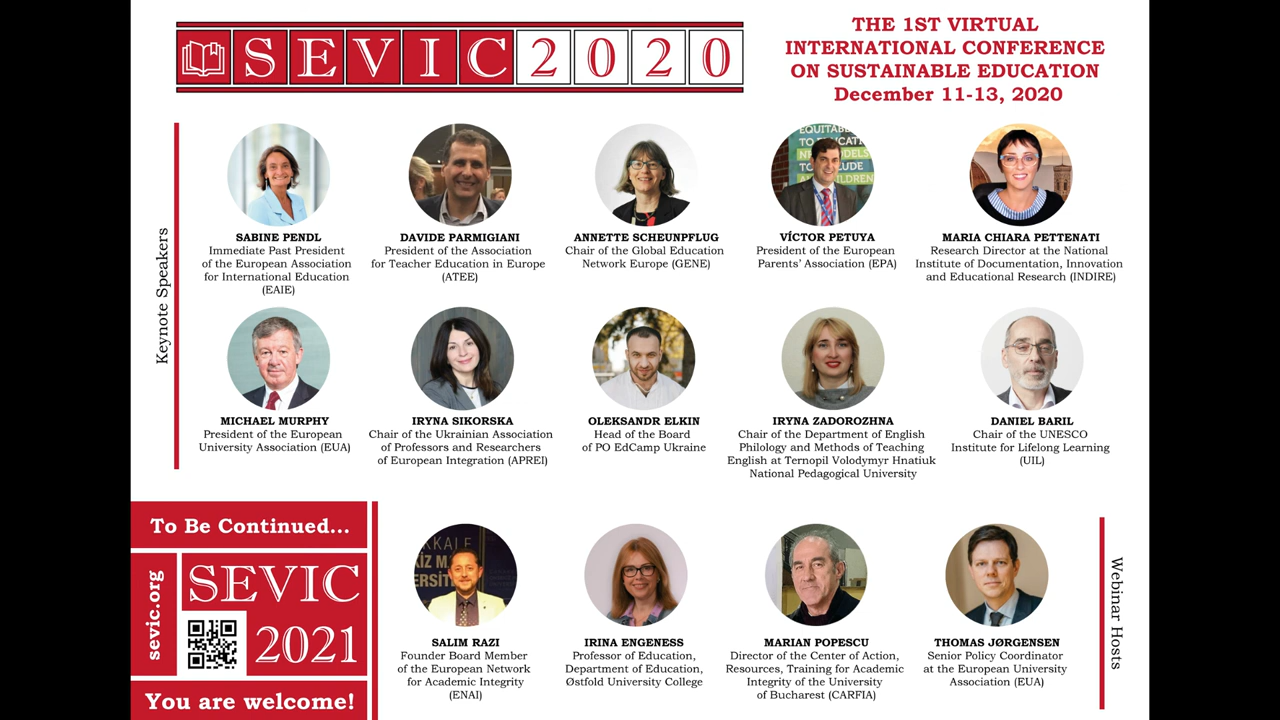 SEVIC2020
THE 1ST VIRTUAL
INTERNATIONAL CONFERENCE
ON SUSTAINABLE EDUCATION
December 11-13, 2020
Keynote Speakers
SABINE PENDL
Immediate Past President
of the European Association
for International Education
(EAIE)
DAVIDE PARMIGIANI
President of the Association
for Teacher Education in Europe
(ATEE)
ANNETTE SCHEUNPFLUG
Chair of the Global Education
Network Europe (GENE)
EQUITAB
TO
VÍCTOR PETUYA
President of the European
Parents' Association (EPA)
MARIA CHIARA PETTENATI
Research Director at the National
Institute of Documentation, Innovation
and Educational Research (INDIRE)
MICHAEL MURPHY
President of the European
University Association (EUA)
IRYNA SIKORSKA
Chair of the Ukrainian Association
of Professors and Researchers
of European Integration (APREI)
OLEKSANDR ELKIN
Head of the Board
of PO EdCamp Ukraine
IRYNA ZADOROZHNA
Chair of the Department of English
Philology and Methods of Teaching
English at Ternopil Volodymyr Hnatiuk
National Pedagogical University
DANIEL BARIL
Chair of the UNESCO
Institute for Lifelong Learning
(UIL)
To Be Continued...
sevic.org
SEVIC
2021
You are welcome!
SALIM RAZI
Founder Board Member
of the European Network
for Academic Integrity
(ENAI)
IRINA ENGENESS
Professor of Education,
Department of Education,
Østfold University College
MARIAN POPESCU
Director of the Center of Action,
Resources, Training for Academic
Integrity of the University
of Bucharest (CARFIA)
THOMAS JØRGENSEN
Senior Policy Coordinator
at the European University
Association (EUA)
Webinar Hosts